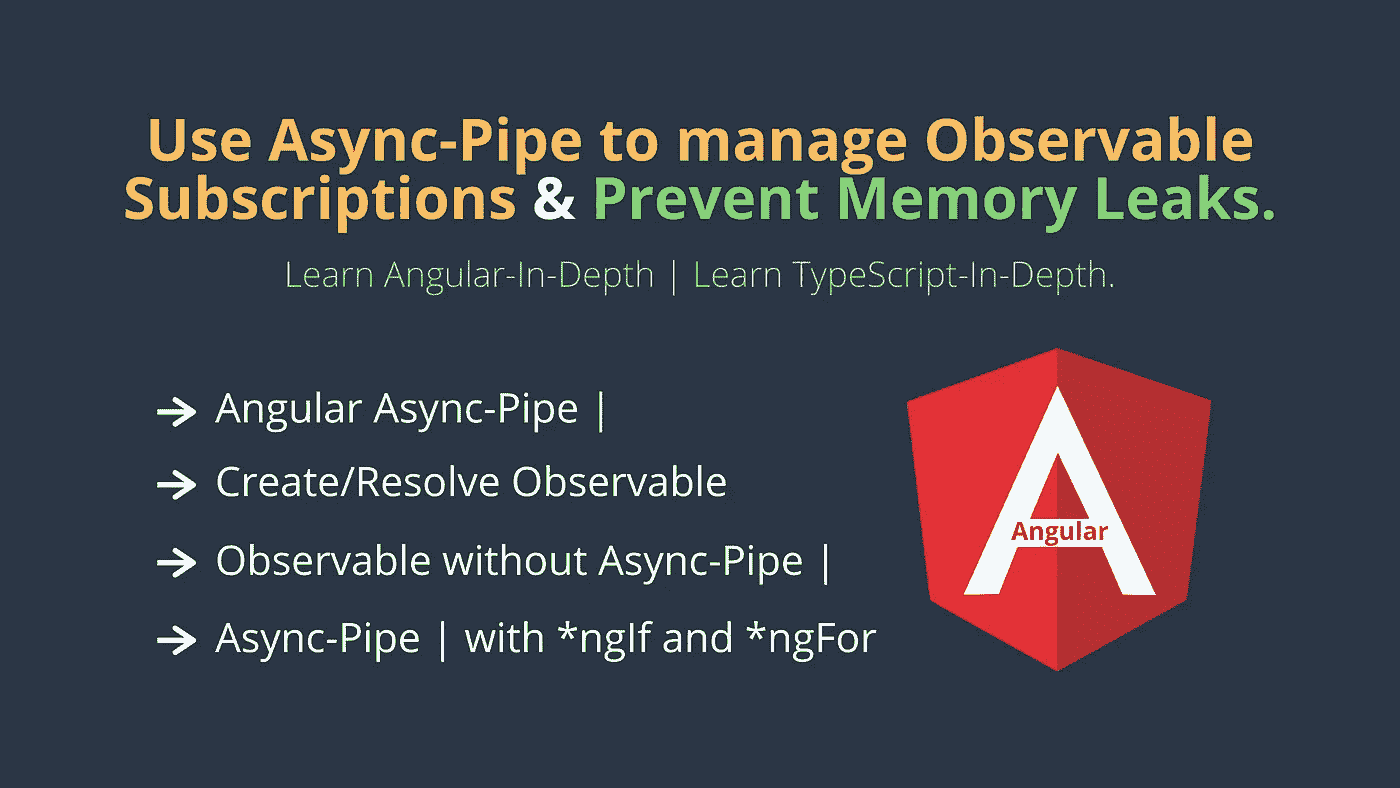 Use Async-Pipe to manage Observable
Subscriptions & Prevent Memory Leaks.
Learn Angular-In-Depth | Learn TypeScript-In-Depth.
→ Angular Async-Pipe |
→ Create/Resolve Observable
→ Observable without Async-Pipe |
→ Async-Pipe | with *ngIf and *ngFor
Angular